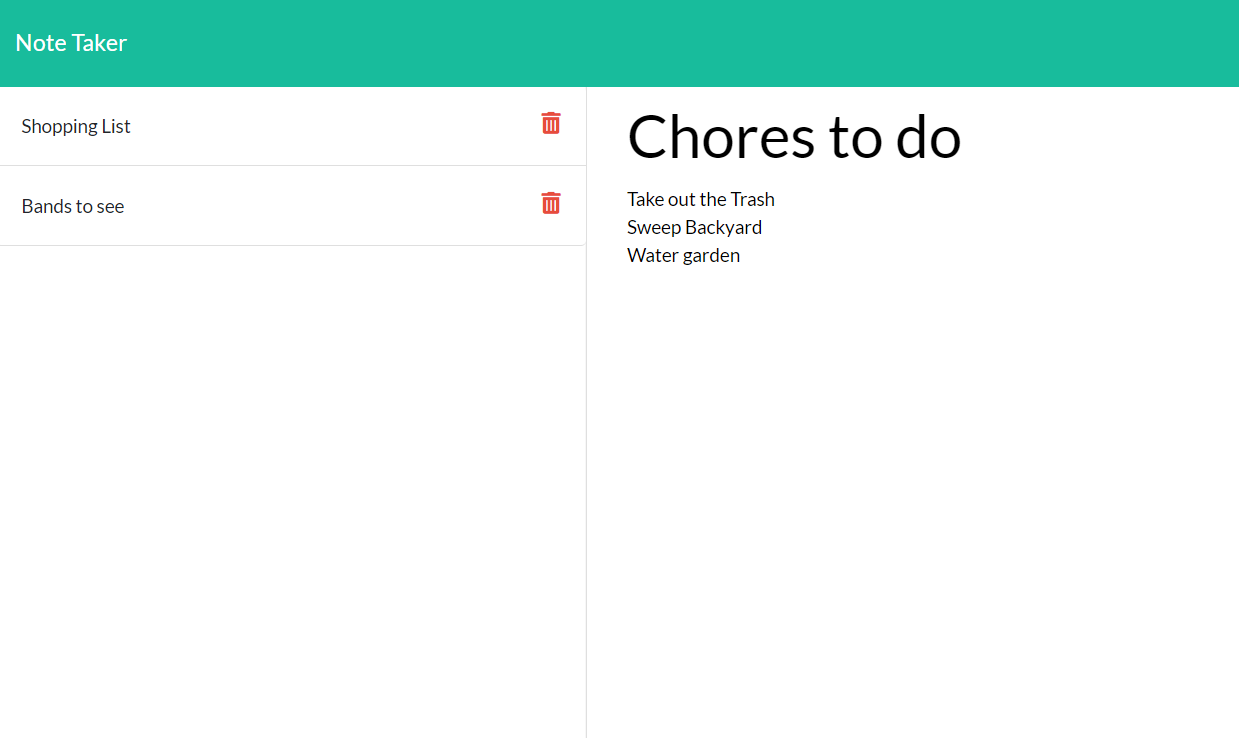 Note Taker
Shopping List
Bands to see
Chores to do
Take out the Trash
Sweep Backyard
Water garden